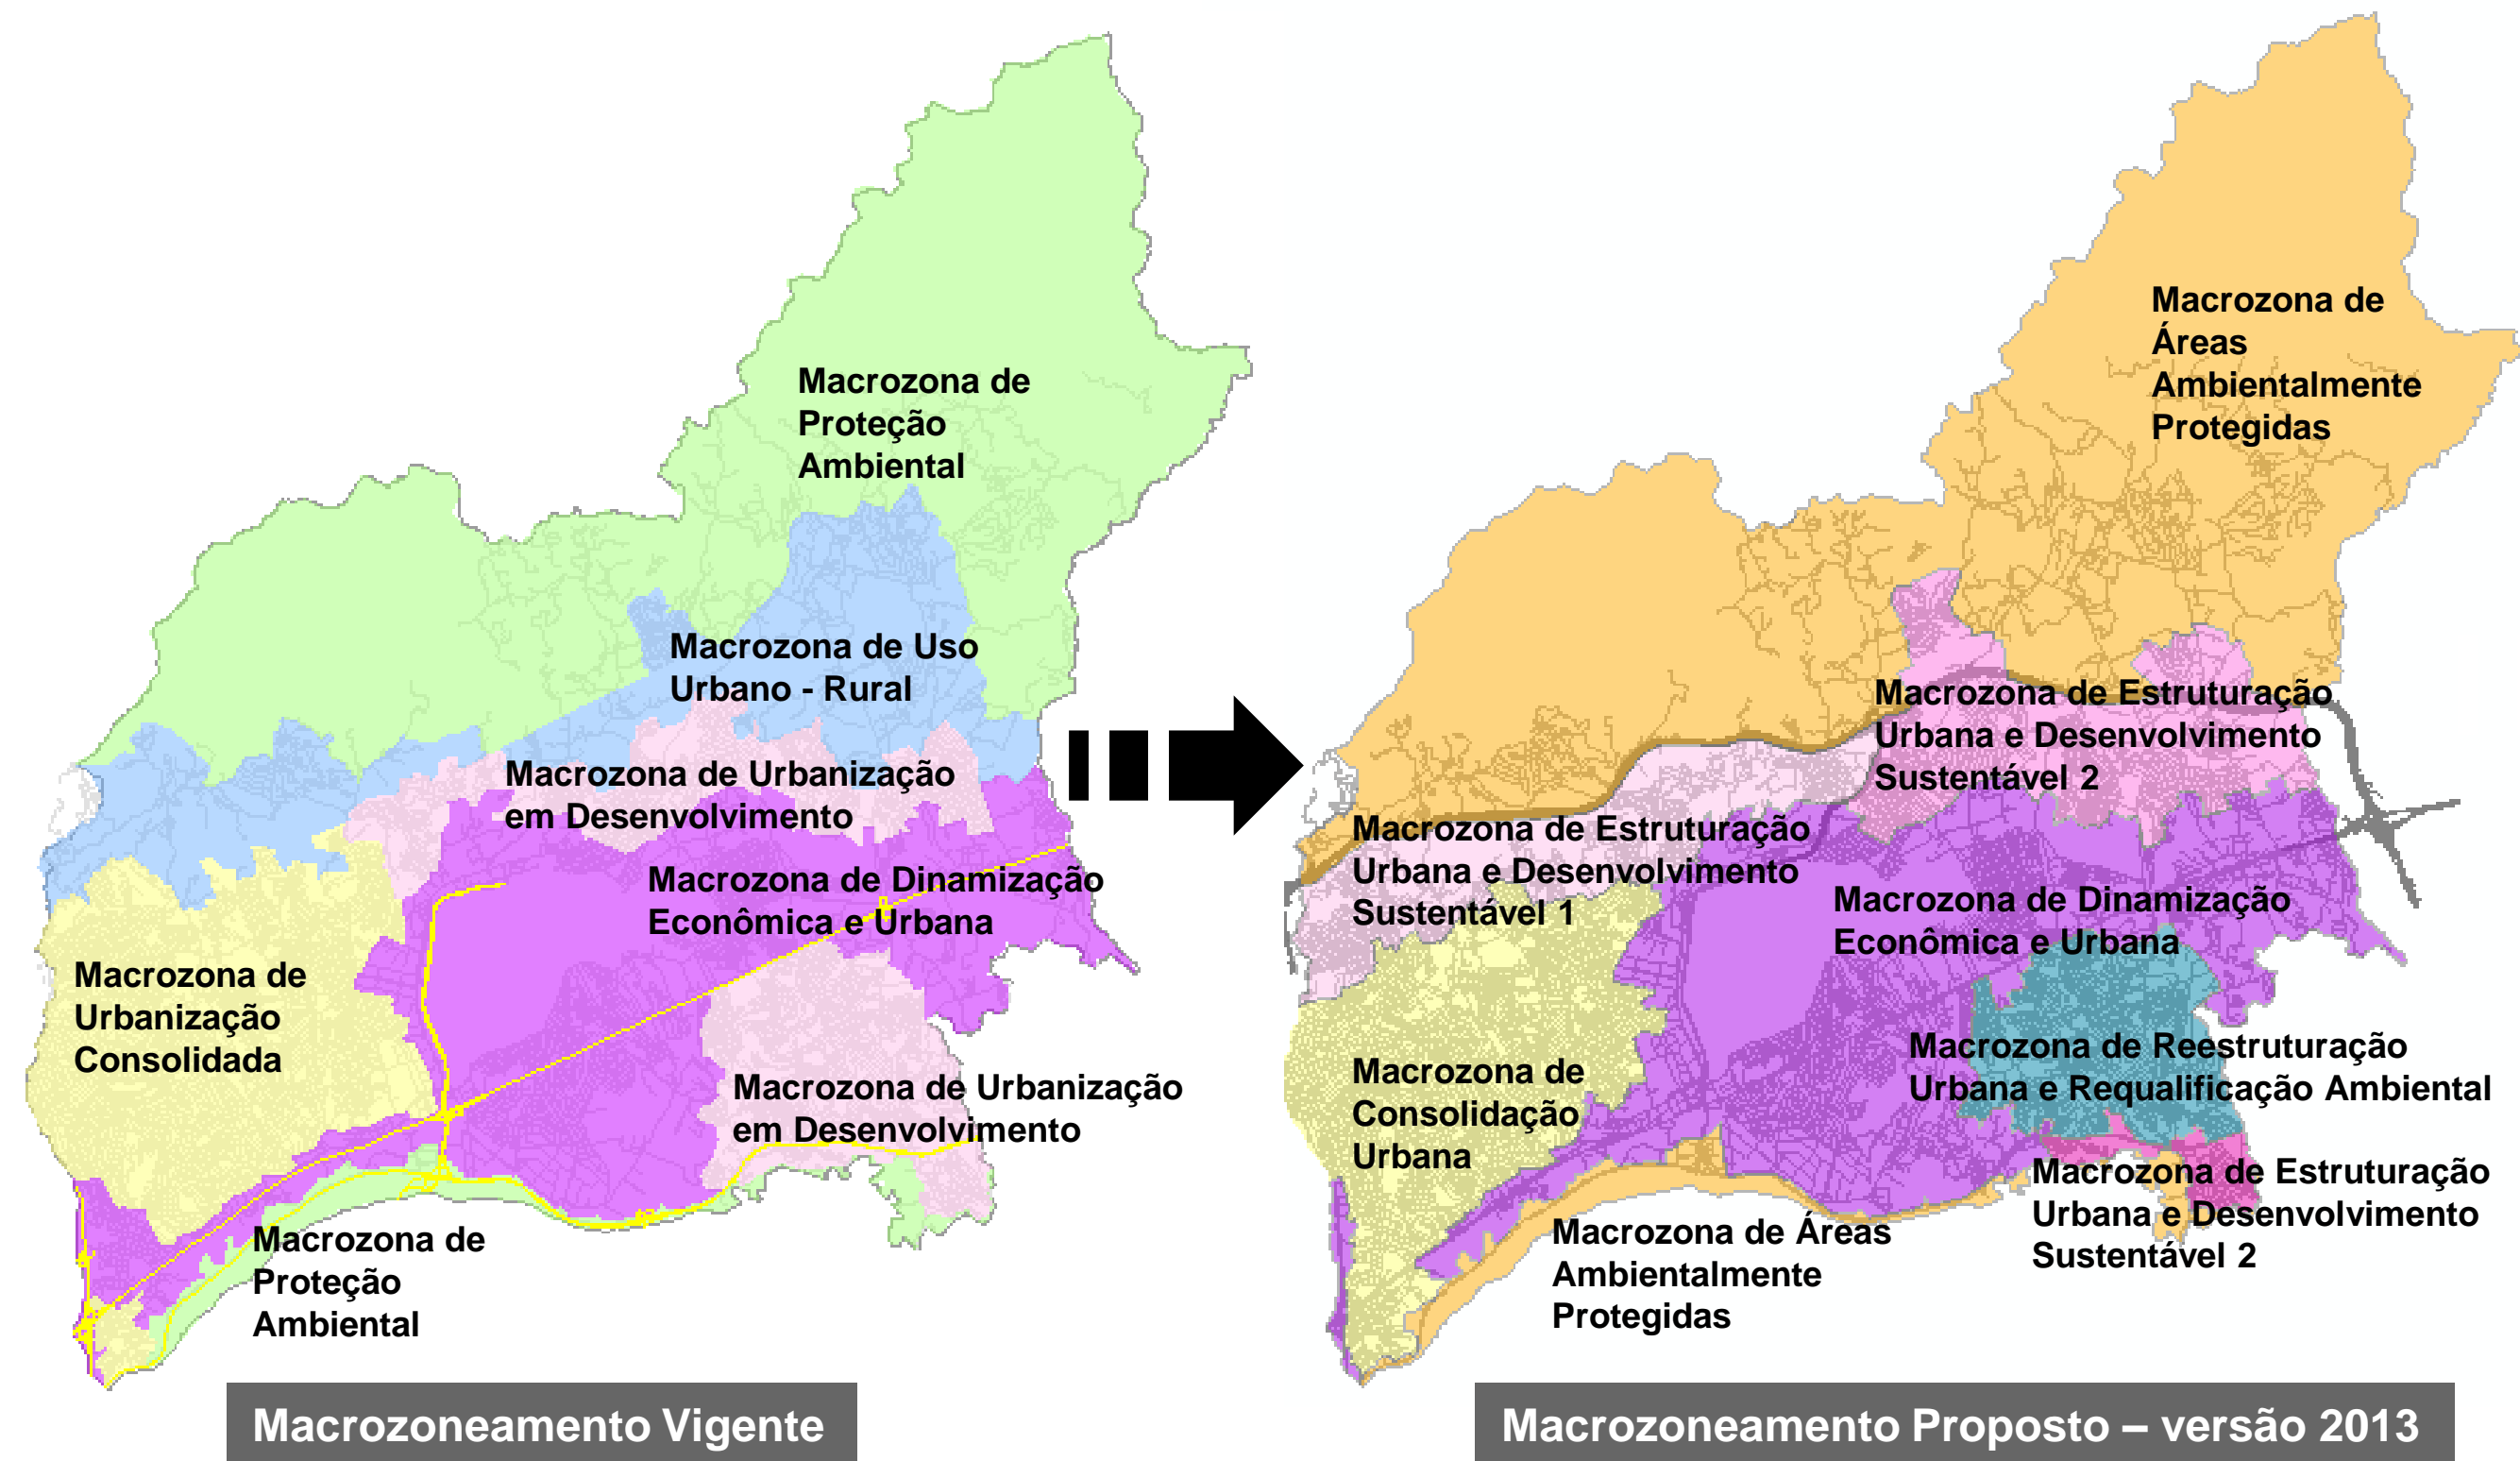 Macrozona de
Proteção
Ambiental
Macrozona de Uso
Urbano - Rural
Macrozona de Urbanização
em Desenvolvimento
Macrozona de Dinamização
Econômica e Urbana
Macrozona de
Urbanização
Consolidada
Macrozona de Urbanização
em Desenvolvimento
Macrozona de
Proteção
Ambiental
Macrozoneamento Vigente
Macrozona de
Áreas
Ambientalmente
Protegidas
Macrozona de Estruturação
Urbana e Desenvolvimento
Sustentável 2
Macrozona de Estruturação
Urbana e Desenvolvimento
Sustentável 1
Macrozona de Dinamização
Econômica e Urbana
Macrozona de Reestruturação
Urbana e Requalificação Ambiental
Macrozona de
Consolidação
Urbana
Macrozona de Estruturação
Urbana e Desenvolvimento
Sustentável 2
Macrozona de Áreas
Ambientalmente
Protegidas
Macrozoneamento Proposto – versão 2013